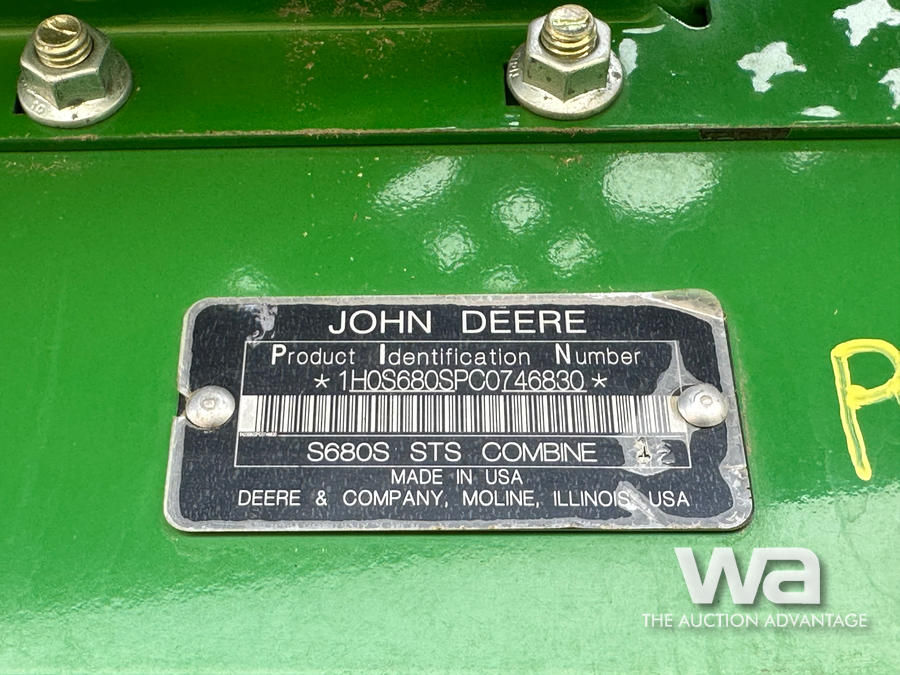 JOHN DEERE
Product Identification Number
* 1H0S680SPC0746830 *
S680S STS COMBINE 12
MADE IN USA
DEERE & COMPANY, MOLINE, ILLINOIS, USA
wa
THE AUCTION ADVANTAGE